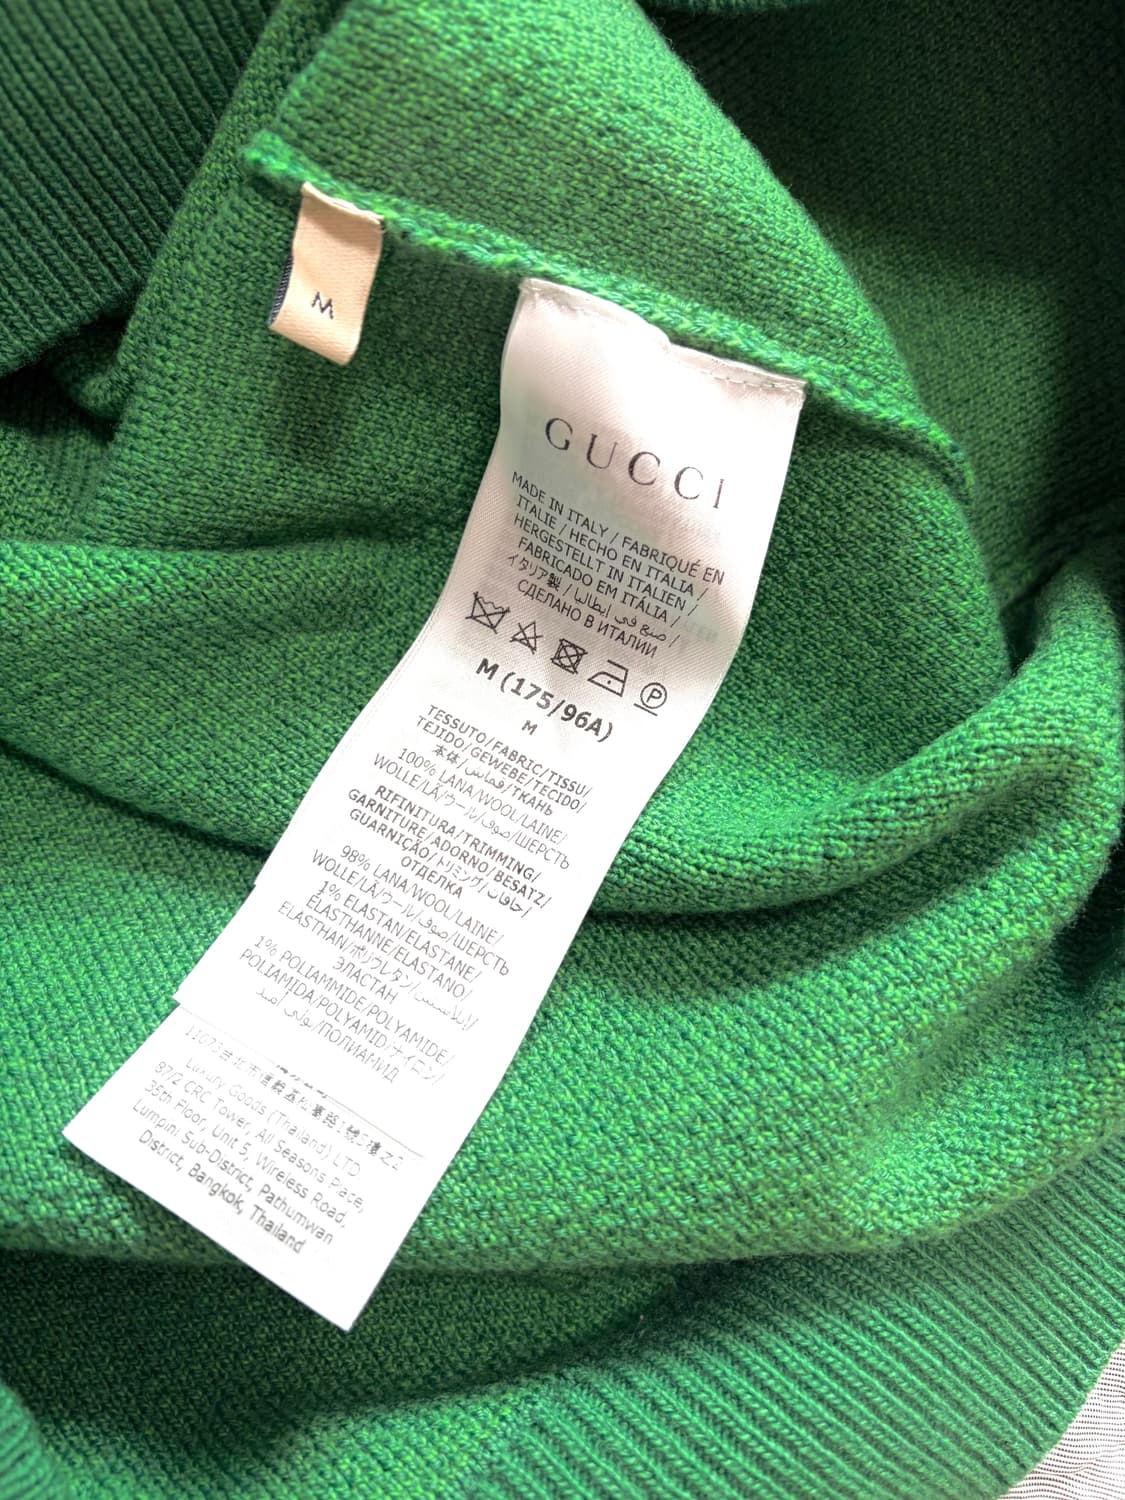 M
GUCCI
MADE IN ITALY / FABRIQUÉ EN
ITALIE / HECHO EN ITALIA /
HERGESTELLT IN ITALIEN /
FABRICADO EM ITÁLIA /
イタリア製 / صنع في إيطاليا /
СДЕЛАНО В ИТАЛИИ
P
M (175/96A)
M
TESSUTO/FABRIC/TISSU/
TEJIDO/GEWEBE/TECIDO/
本体/قماش/ТКАНЬ
100% LANA/WOOL/LAINE/
WOLLE/LÃ/ウール/صوف/ШЕРСТЬ
RIFINITURA/TRIMMING/
GARNITURE/ADORNO/BESATZ/
GUARNIÇÃO/トリミング/حافات/
ОТДЕЛКА
98% LANA/WOOL/LAINE/
WOLLE/LÃ/ウール/صوف/ШЕРСТЬ
1% ELASTAN/ELASTANE/
ÉLASTHANNE/ELASTANO/
ELASTHAN/ポリウレタン/إيلاستين/
ЭЛАСТАН
1% POLIAMMIDE/POLYAMIDE/
POLIAMIDA/POLYAMID/ナイロン/
بولي أميد/ПОЛИАМИД
Luxury Goods (Thailand) LTD.
87/2 CRC Tower, All Seasons Place,
35th Floor, Unit 5, Wireless Road,
Lumpini Sub-District, Pathumwan
District, Bangkok, Thailand